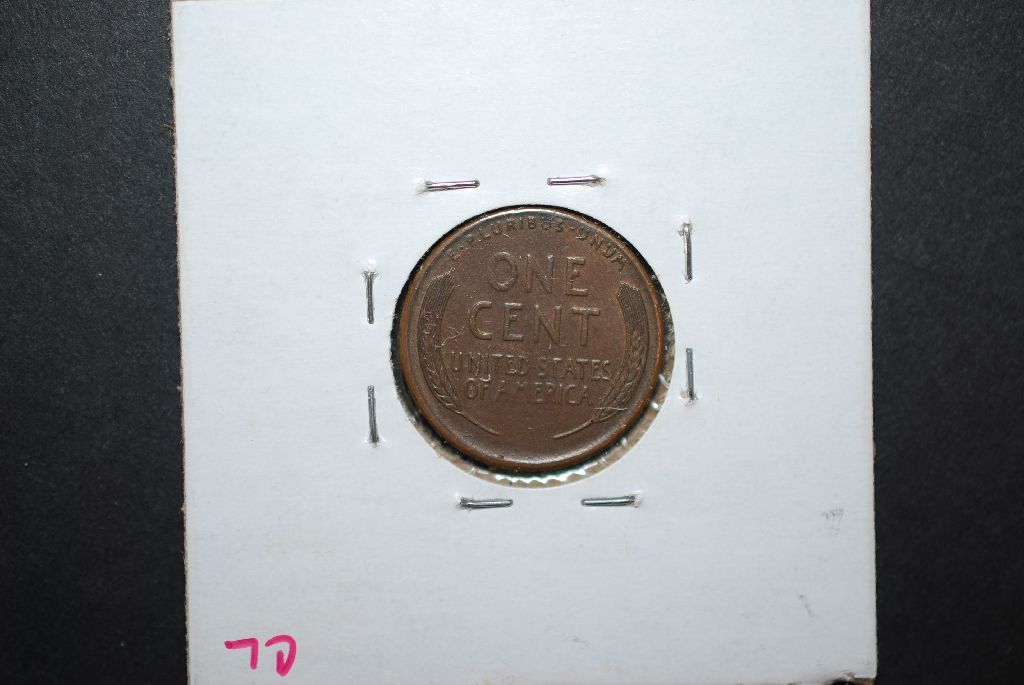 E·PLURIBUS·UNUM
ONE
CENT
UNITED STATES
OF AMERICA